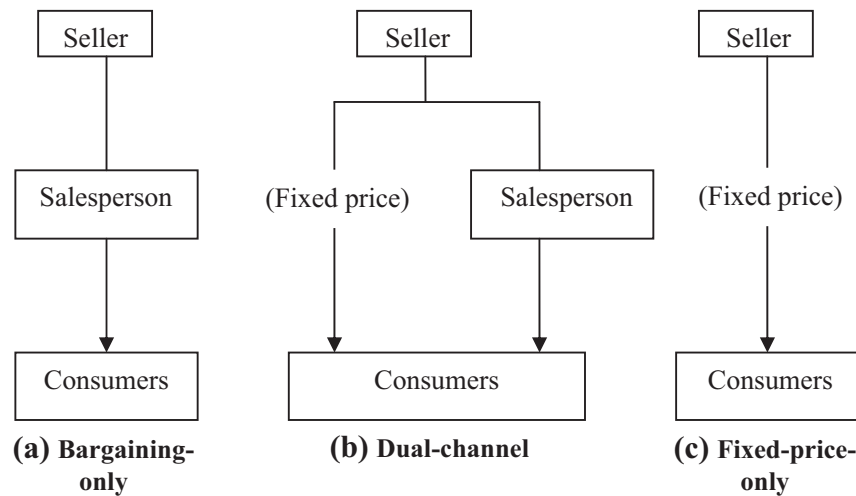 Seller
Seller
Seller
Salesperson
(Fixed price)
Salesperson
(Fixed price)
Consumers
Consumers
Consumers
(a) Bargaining-
only
(b) Dual-channel
(c) Fixed-price-
only